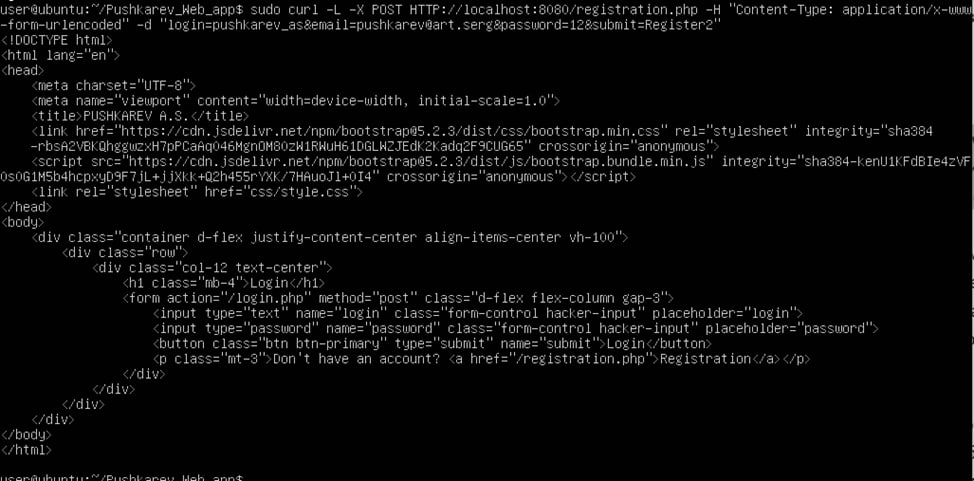 user@ubuntu:~/Pushkarev_Web_app$ sudo curl -L -X POST HTTP://localhost:8080/registration.php -H "Content-Type: application/x-www
-form-urlencoded" -d "login=pushkarev_as&email=pushkarev@art.serg&password=12&submit=Register2"
<!DOCTYPE html>
<html lang="en">
<head>
    <meta charset="UTF-8">
    <meta name="viewport" content="width=device-width, initial-scale=1.0">
    <title>PUSHKAREV A.S.</title>
    <link href="https://cdn.jsdelivr.net/npm/bootstrap@5.2.3/dist/css/bootstrap.min.css" rel="stylesheet" integrity="sha384
    -rbsA2VBKQhggwzxH7pPCaAqO46MgnOM80zW1RWuH61DGLWZJEdK2Kadq2F9CUG65" crossorigin="anonymous">
    <script src="https://cdn.jsdelivr.net/npm/bootstrap@5.2.3/dist/js/bootstrap.bundle.min.js" integrity="sha384-kenU1KFdBIe4zVF
0s0G1M5b4hcpxyD9F7jL+jjXkk+Q2h455rYXK/7HAuoJl+0I4" crossorigin="anonymous"></script>
    <link rel="stylesheet" href="css/style.css">
</head>
<body>
    <div class="container d-flex justify-content-center align-items-center vh-100">
        <div class="row">
            <div class="col-12 text-center">
                <h1 class="mb-4">Login</h1>
                <form action="/login.php" method="post" class="d-flex flex-column gap-3">
                    <input type="text" name="login" class="form-control hacker-input" placeholder="login">
                    <input type="password" name="password" class="form-control hacker-input" placeholder="password">
                    <button class="btn btn-primary" type="submit" name="submit">Login</button>
                    <p class="mt-3">Don't have an account? <a href="/registration.php">Registration</a></p>
                </div>
            </div>
        </div>
    </div>
</body>
</html>
user@ubuntu:~/Pushkarev_Web_app$